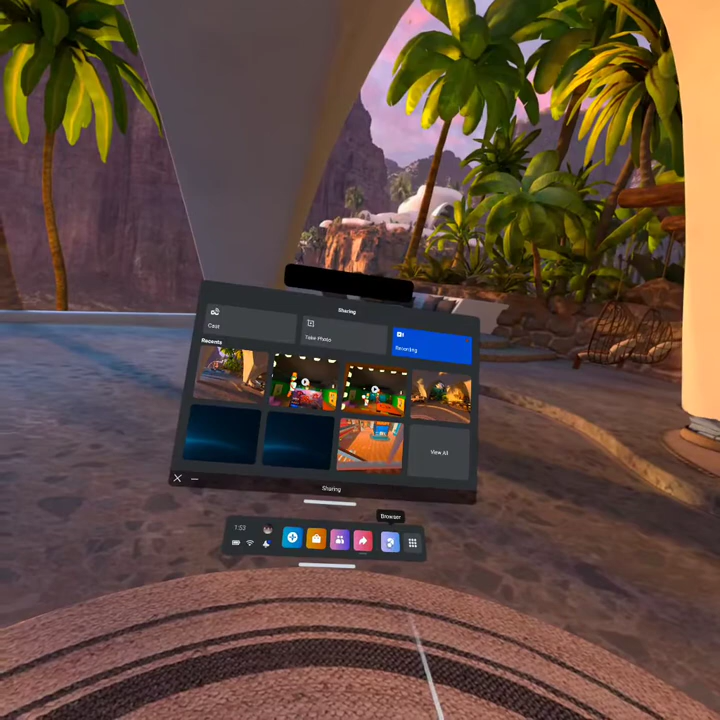 Sharing
Cast
Take Photo
Recording
Recents
View All
Sharing
Browser
1:53